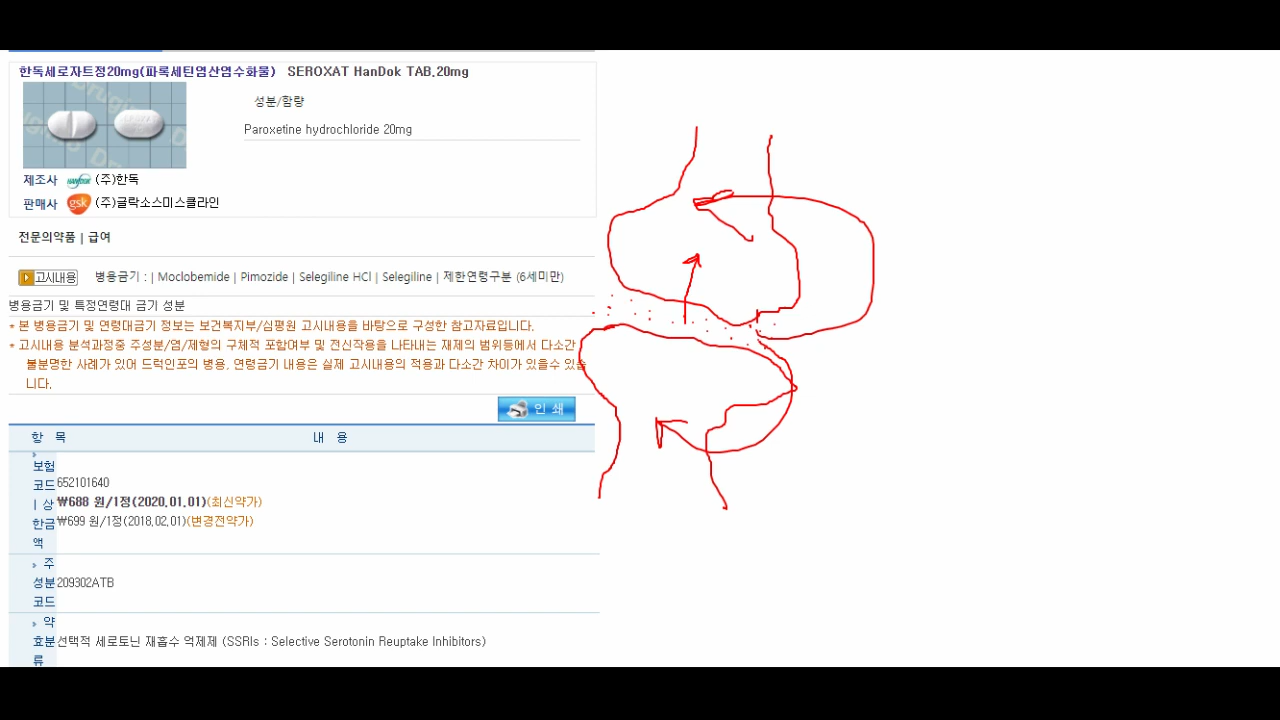 한독세로자트정20mg(파록세틴염산염수화물) SEROXAT HanDok TAB.20mg
성분/함량
Paroxetine hydrochloride 20mg
제조사 HANDOK (주)한독
판매사 gsk (주)글락소스미스클라인
전문의약품 | 급여
고시내용 병용금기 : | Moclobemide | Pimozide | Selegiline HCl | Selegiline | 제한연령구분 (6세미만)
병용금기 및 특정연령대 금기 성분
* 본 병용금기 및 연령대금기 정보는 보건복지부/심평원 고시내용을 바탕으로 구성한 참고자료입니다.
* 고시내용 분석과정중 주성분/염/제형의 구체적 포함여부 및 전신작용을 나타내는 재제의 범위등에서 다소간
불분명한 사례가 있어 드럭인포의 병용, 연령금기 내용은 실제 고시내용의 적용과 다소간 차이가 있을수 있습
니다.
인 쇄
항 목 내 용
보험
코드 652101640
| 상 ₩688 원/1정(2020.01.01)(최신약가)
한금 ₩699 원/1정(2018.02.01)(변경전약가)
액
» 주
성분 209302ATB
코드
» 약
효분 선택적 세로토닌 재흡수 억제제 (SSRIs : Selective Serotonin Reuptake Inhibitors)
류